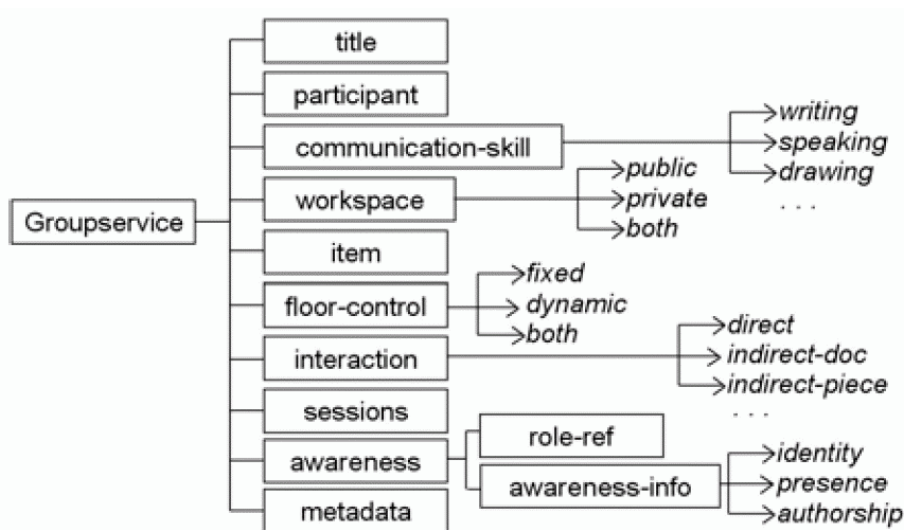 Groupservice
title
participant
communication-skill
writing
speaking
drawing
. . .
workspace
public
private
both
item
floor-control
fixed
dynamic
both
interaction
direct
indirect-doc
indirect-piece
. . .
sessions
awareness
role-ref
awareness-info
identity
presence
authorship
metadata